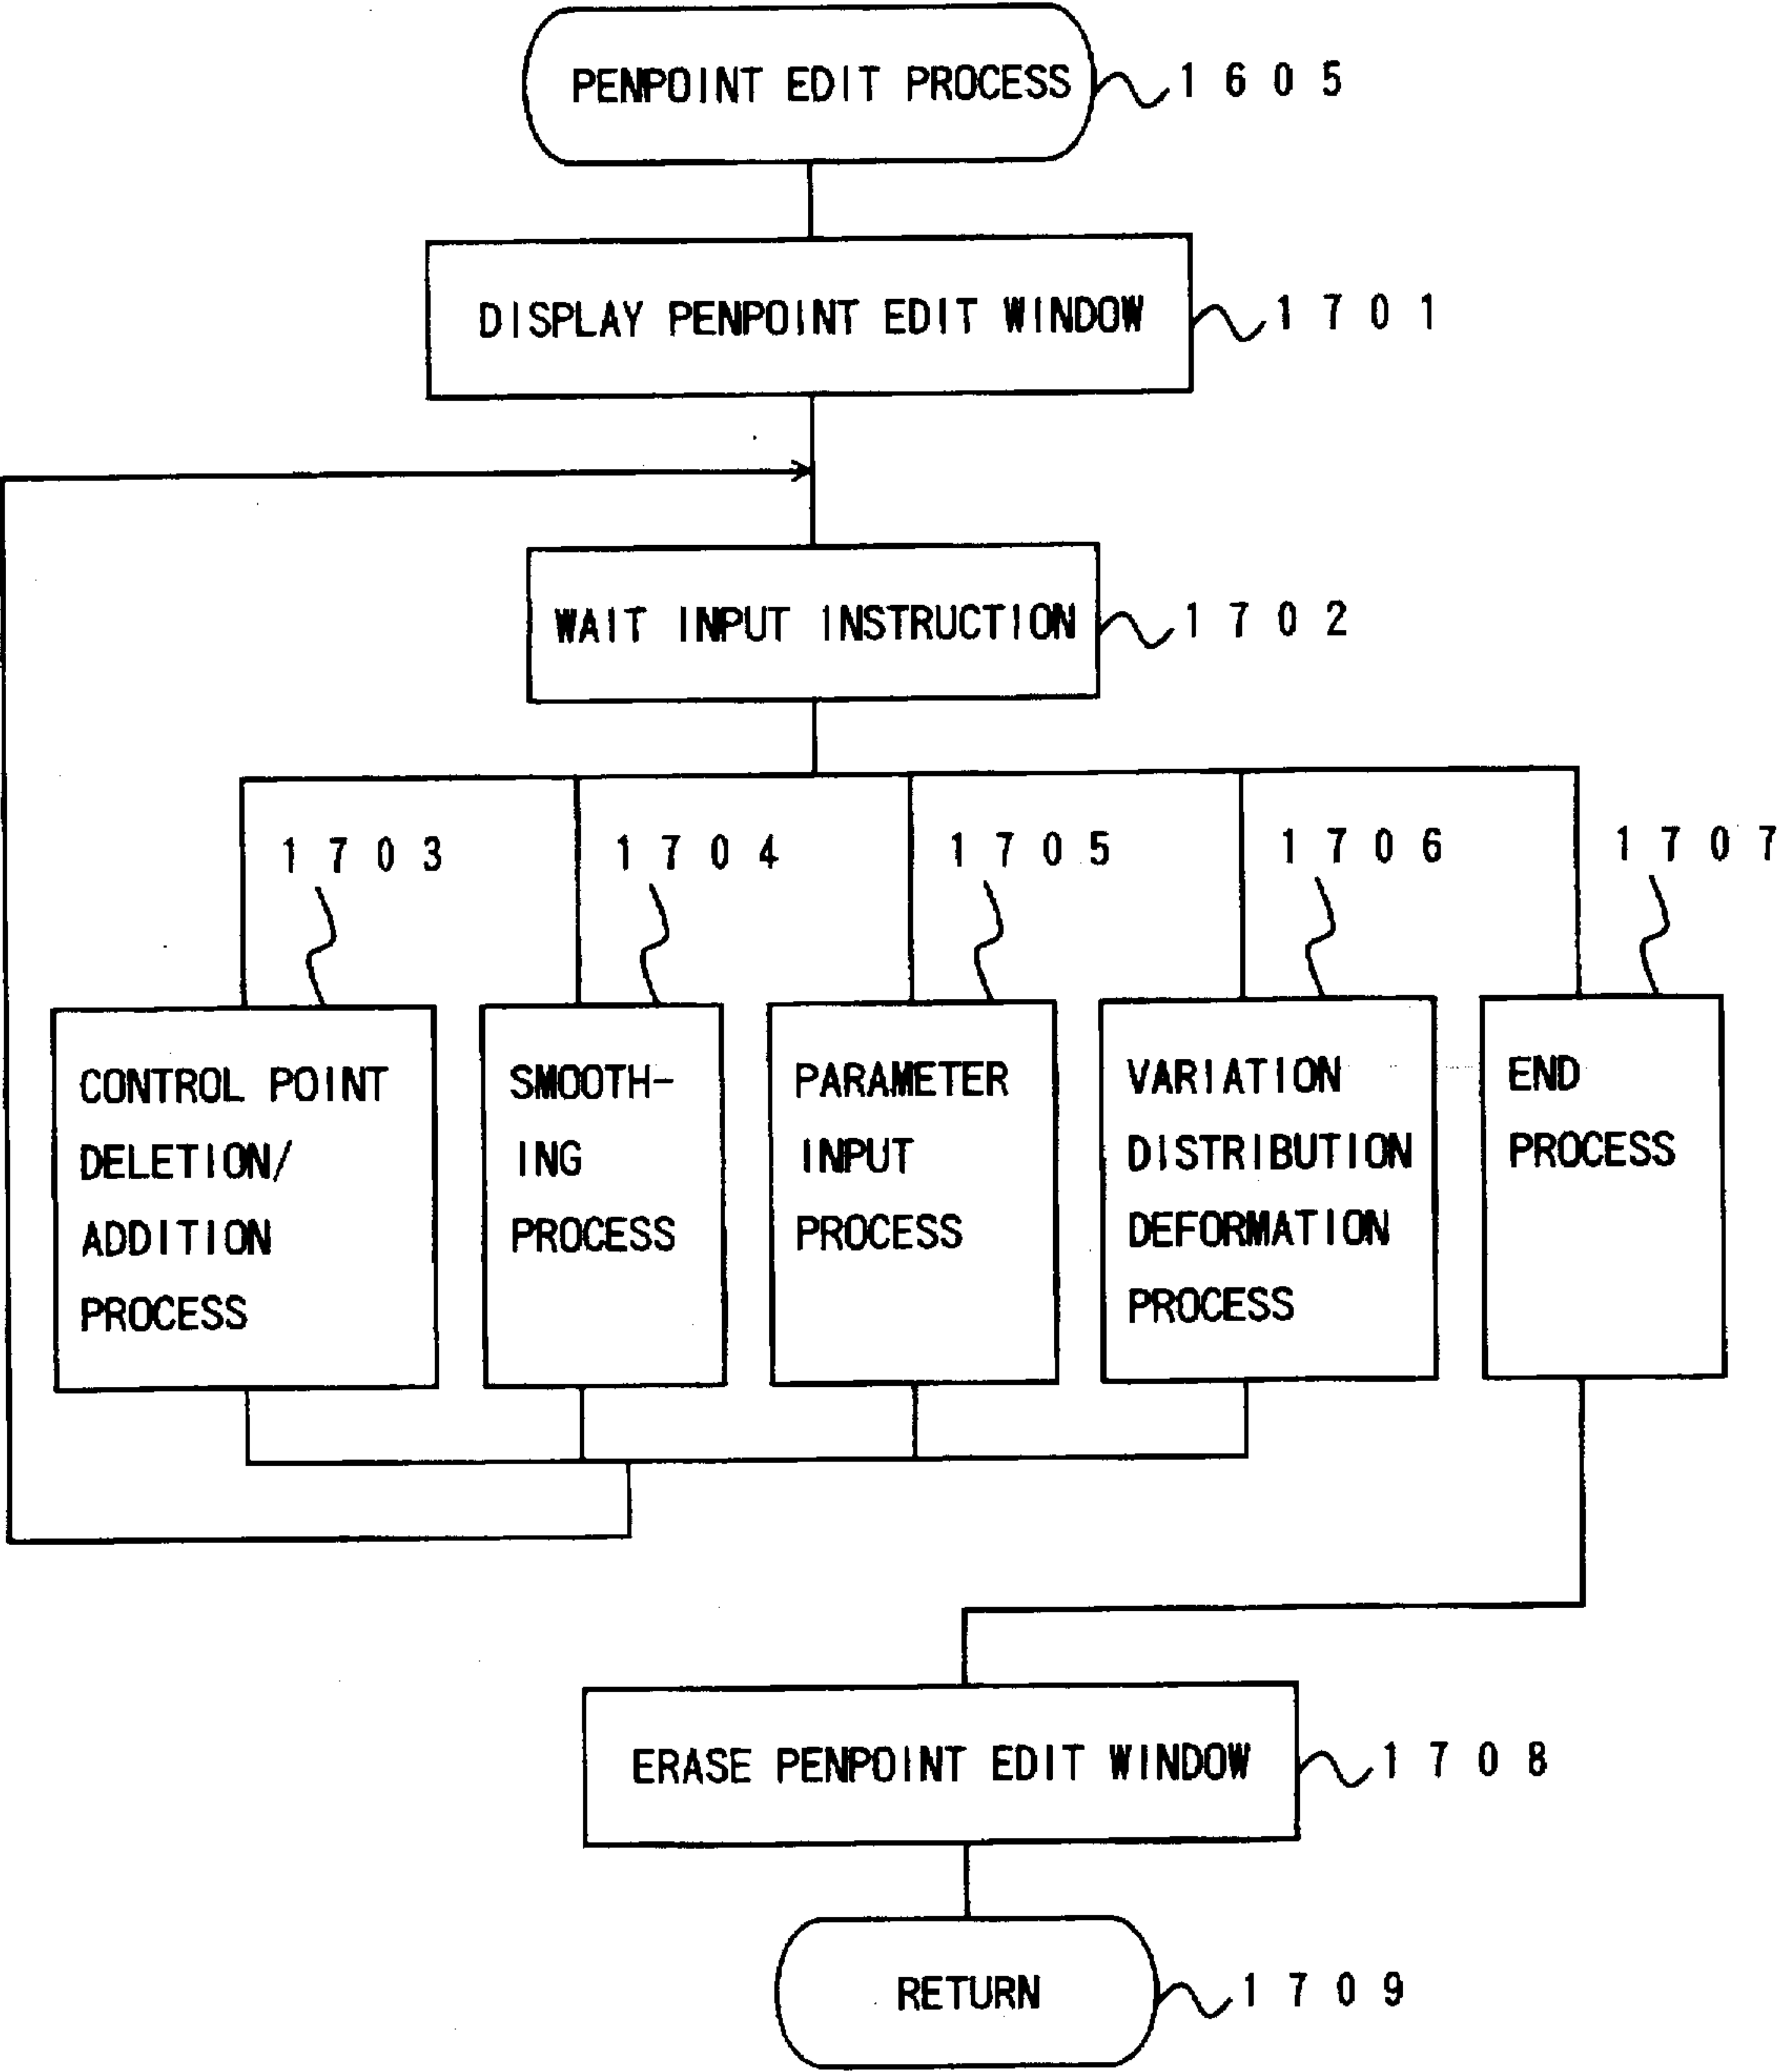 PENPOINT EDIT PROCESS 1605
DISPLAY PENPOINT EDIT WINDOW 1701
WAIT INPUT INSTRUCTION 1702
1703
1704
1705
1706
1707
CONTROL POINT
DELETION/
ADDITION
PROCESS
SMOOTH-
ING
PROCESS
PARAMETER
INPUT
PROCESS
VARIATION
DISTRIBUTION
DEFORMATION
PROCESS
END
PROCESS
ERASE PENPOINT EDIT WINDOW 1708
RETURN 1709